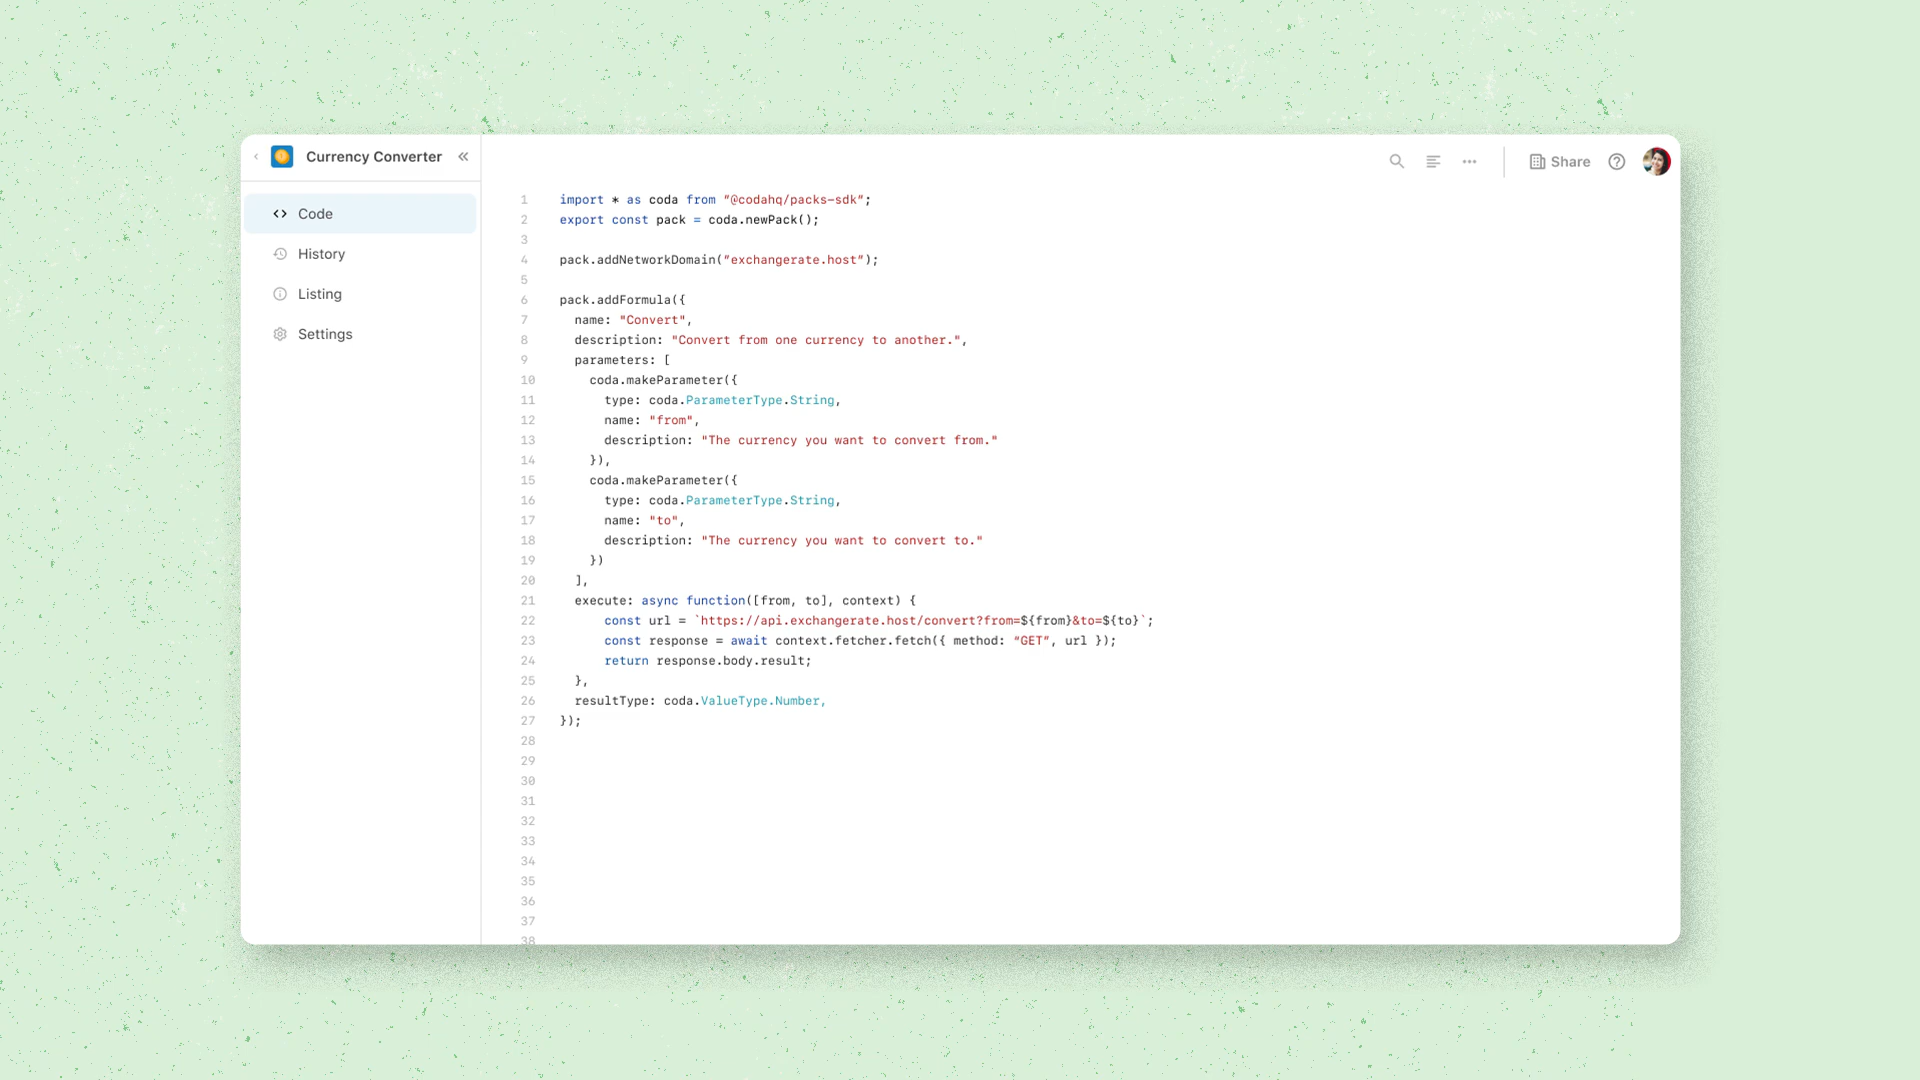 Currency Converter
Code
History
Listing
Settings
Share
1 import * as coda from "@codahq/packs-sdk";
2 export const pack = coda.newPack();
3
4 pack.addNetworkDomain("exchangerate.host");
5
6 pack.addFormula({
7   name: "Convert",
8   description: "Convert from one currency to another.",
9   parameters: [
10     coda.makeParameter({
11       type: coda.ParameterType.String,
12       name: "from",
13       description: "The currency you want to convert from."
14     }),
15     coda.makeParameter({
16       type: coda.ParameterType.String,
17       name: "to",
18       description: "The currency you want to convert to."
19     })
20   ],
21   execute: async function([from, to], context) {
22       const url = `https://api.exchangerate.host/convert?from=${from}&to=${to}`;
23       const response = await context.fetcher.fetch({ method: "GET", url });
24       return response.body.result;
25   },
26   resultType: coda.ValueType.Number,
27 });
28
29
30
31
32
33
34
35
36
37
38